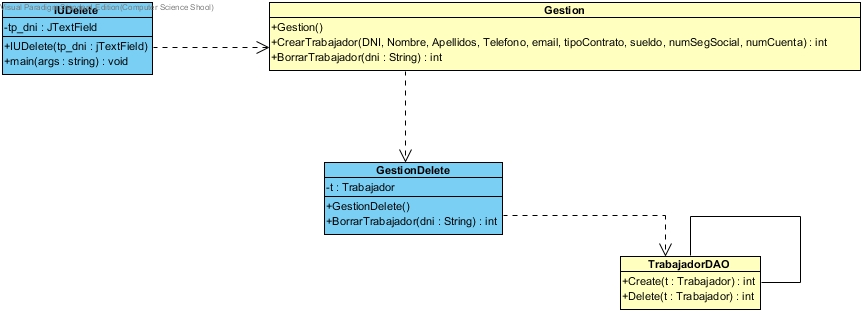 Visual Paradigm Standard Edition(Computer Science Shool)
IUDelete
-tp_dni : JTextField
+IUDelete(tp_dni : jTextField)
+main(args : string) : void
Gestion
+Gestion()
+CrearTrabajador(DNI, Nombre, Apellidos, Telefono, email, tipoContrato, sueldo, numSegSocial, numCuenta) : int
+BorrarTrabajador(dni : String) : int
GestionDelete
-t : Trabajador
+GestionDelete()
+BorrarTrabajador(dni : String) : int
TrabajadorDAO
+Create(t : Trabajador) : int
+Delete(t : Trabajador) : int